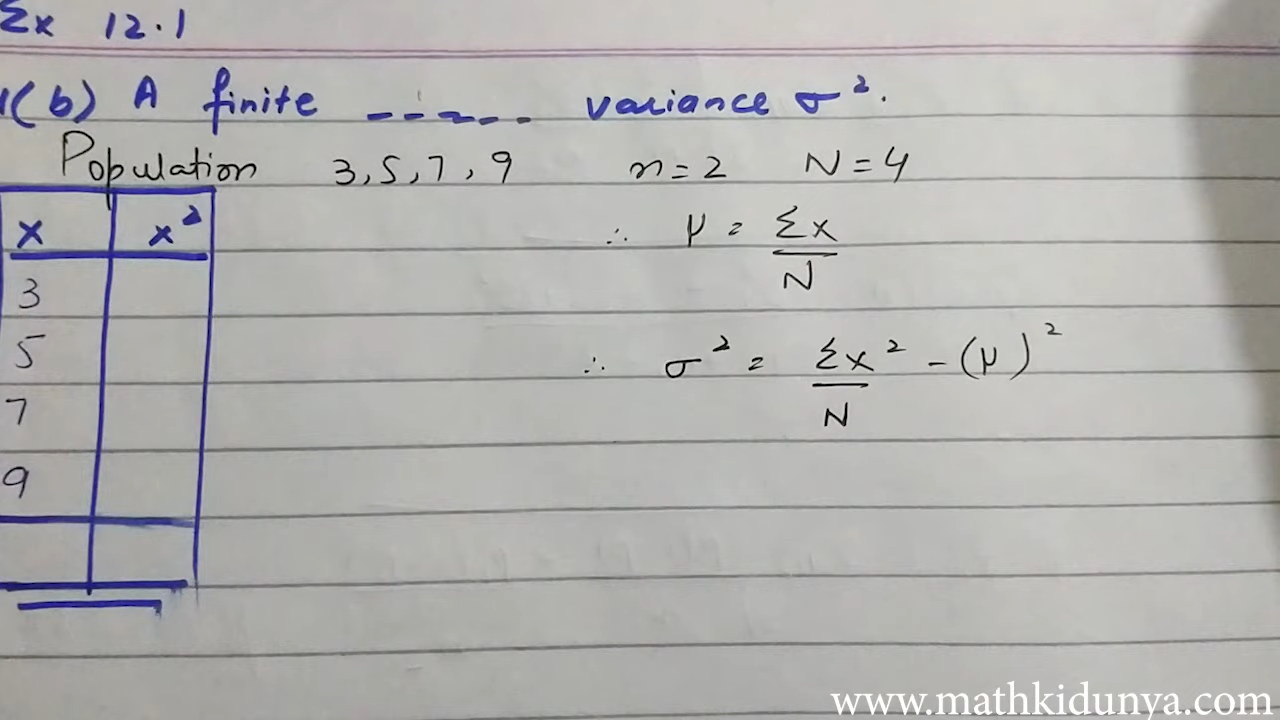 Ex 12.1
1(b) A finite ------ variance σ².
Population 3, 5, 7, 9 n = 2 N = 4
x x²
∴ μ = Σx / N
3
5
∴ σ² = Σx² / N - (μ)²
7
9
www.mathkidunya.com